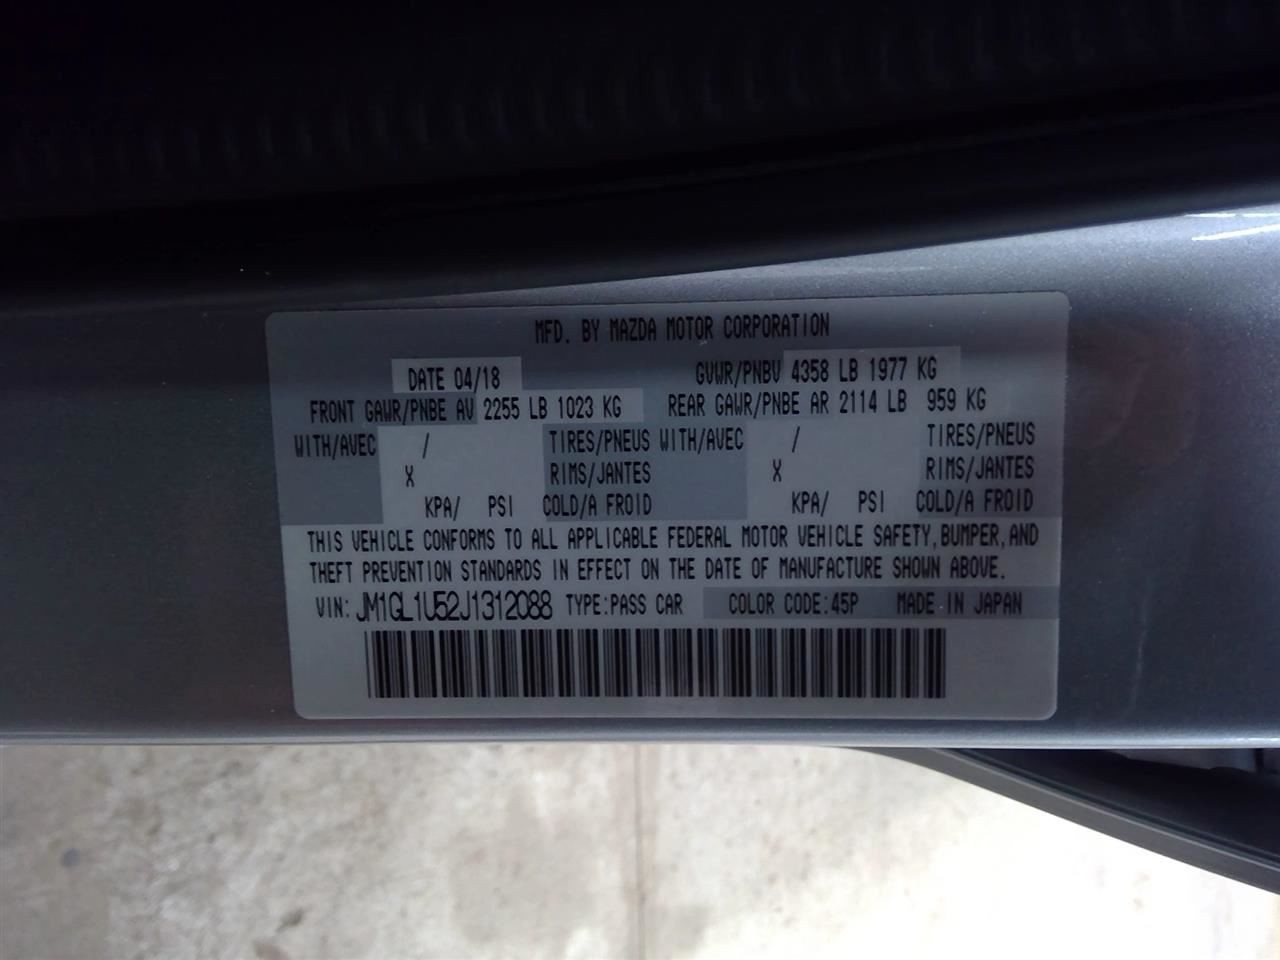 MFD. BY MAZDA MOTOR CORPORATION
DATE 04/18 GVWR/PNBV 4358 LB 1977 KG
FRONT GAWR/PNBE AV 2255 LB 1023 KG REAR GAWR/PNBE AR 2114 LB 959 KG
WITH/AVEC / TIRES/PNEUS WITH/AVEC / TIRES/PNEUS
X RIMS/JANTES X RIMS/JANTES
KPA/ PSI COLD/A FROID KPA/ PSI COLD/A FROID
THIS VEHICLE CONFORMS TO ALL APPLICABLE FEDERAL MOTOR VEHICLE SAFETY, BUMPER, AND
THEFT PREVENTION STANDARDS IN EFFECT ON THE DATE OF MANUFACTURE SHOWN ABOVE.
VIN: JM1GL1U52J1312088 TYPE:PASS CAR COLOR CODE:45P MADE IN JAPAN